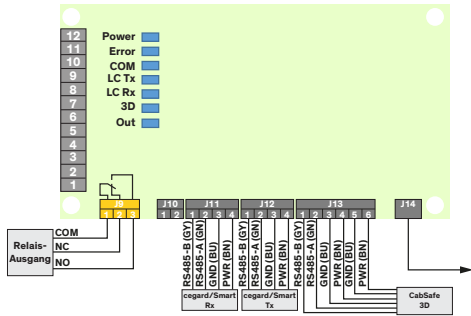 12
11
10
9
8
7
6
5
4
3
2
1
Power
Error
COM
LC Tx
LC Rx
3D
Out
J9
1 2 3
J10
1 2
J11
1 2 3 4
J12
1 2 3 4
J13
1 2 3 4 5 6
J14
COM
NC
NO
Relais-
Ausgang
RS485-B (GY)
RS485-A (GN)
GND (BU)
PWR (BN)
RS485-B (GY)
RS485-A (GN)
GND (BU)
PWR (BN)
RS485-B (GY)
RS485-A (GN)
GND (BU)
PWR (BN)
GND (BU)
PWR (BN)
cegard/Smart
Rx
cegard/Smart
Tx
CabSafe
3D